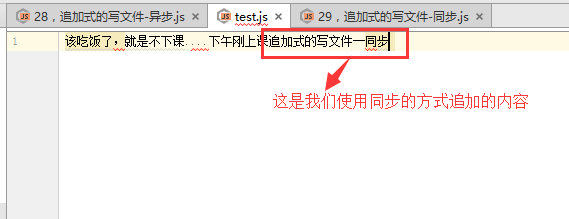 28，追加式的写文件-异步.js × test.js × 29，追加式的写文件-同步.js ×
1 该吃饭了，就是不下课....下午刚上课追加式的写文件一同步
这是我们使用同步的方式追加的内容